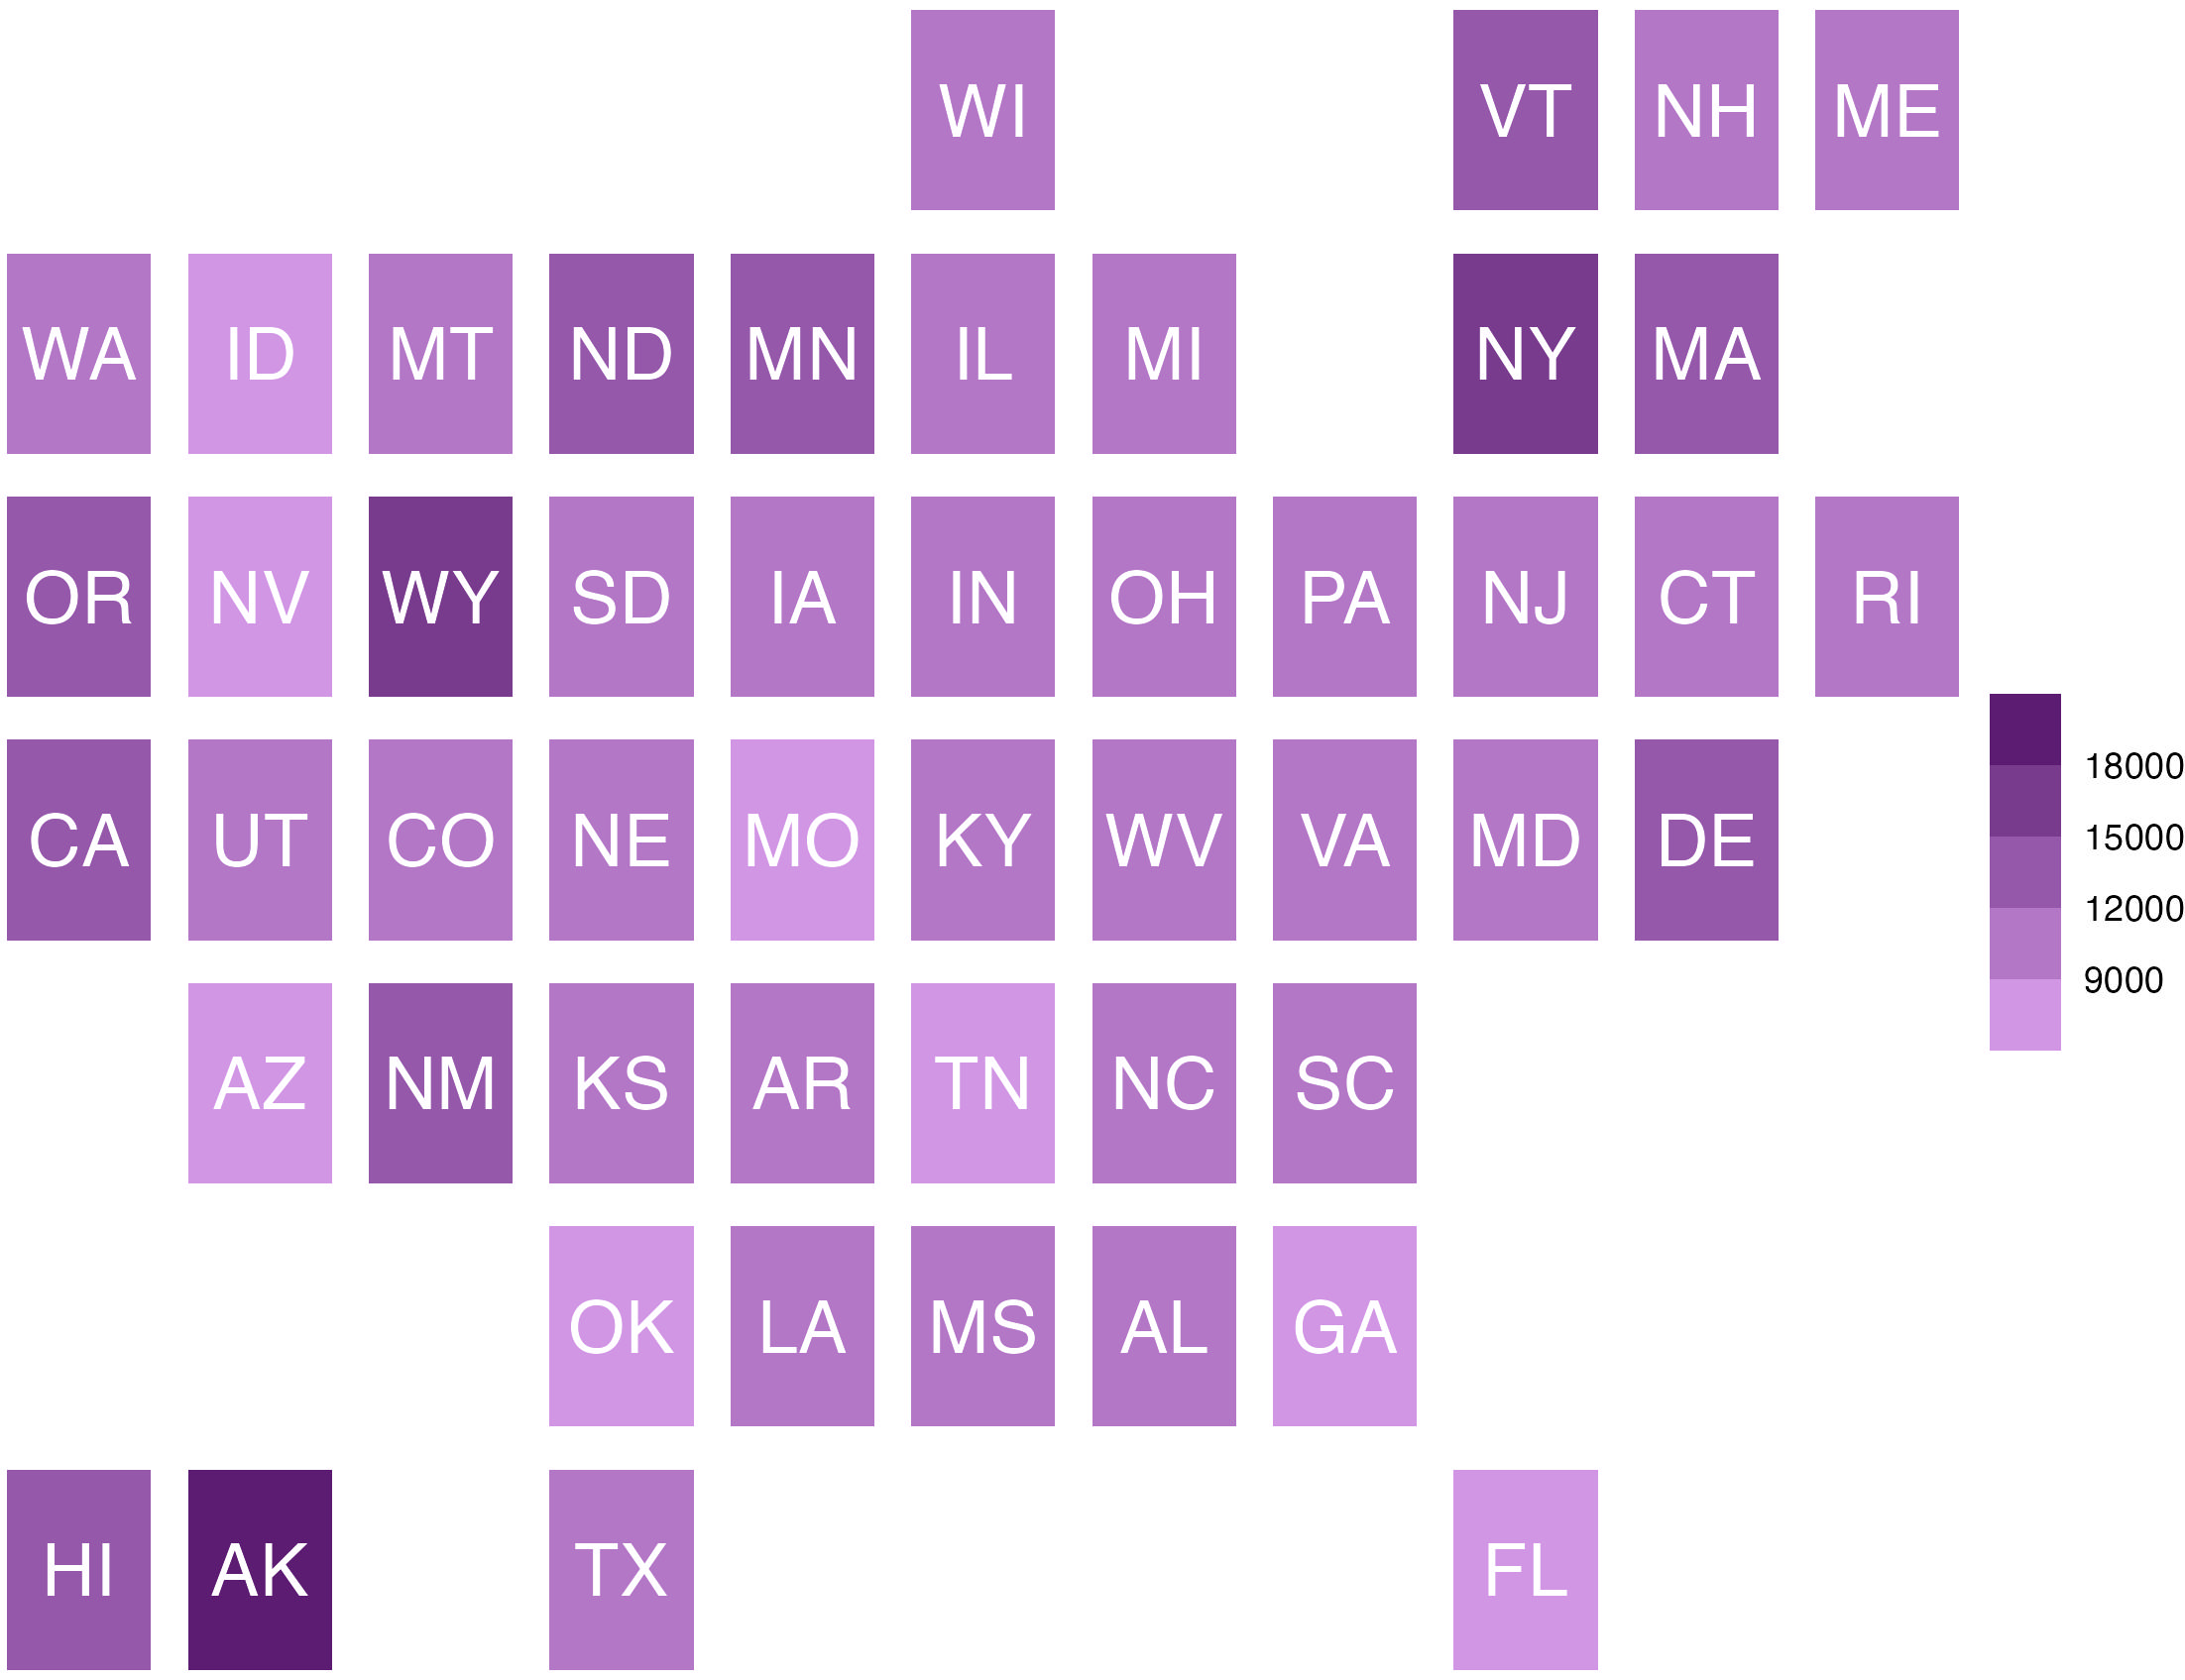 WI VT NH ME
WA ID MT ND MN IL MI NY MA
OR NV WY SD IA IN OH PA NJ CT RI
CA UT CO NE MO KY WV VA MD DE
AZ NM KS AR TN NC SC
OK LA MS AL GA
HI AK TX FL
18000
15000
12000
9000